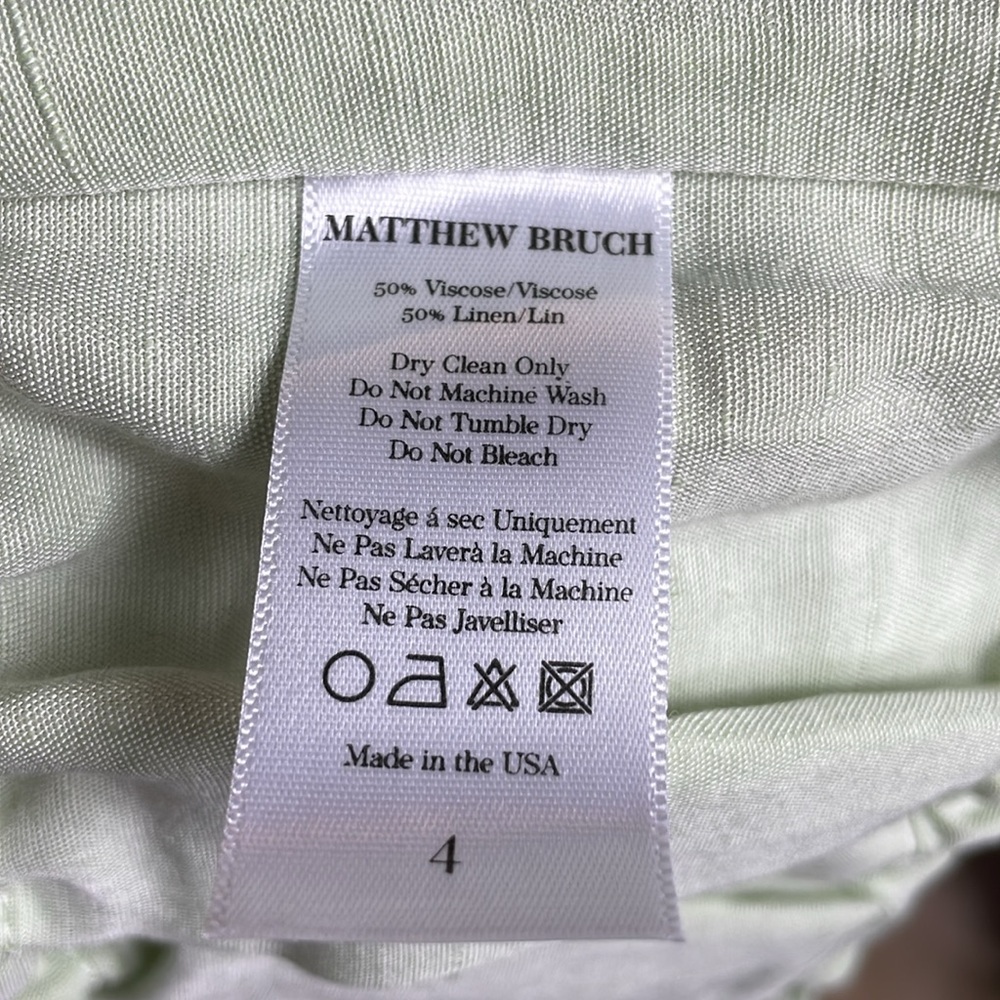 MATTHEW BRUCH
50% Viscose/Viscosé
50% Linen/Lin
Dry Clean Only
Do Not Machine Wash
Do Not Tumble Dry
Do Not Bleach
Nettoyage á sec Uniquement
Ne Pas Laverà la Machine
Ne Pas Sécher à la Machine
Ne Pas Javelliser
Made in the USA
4